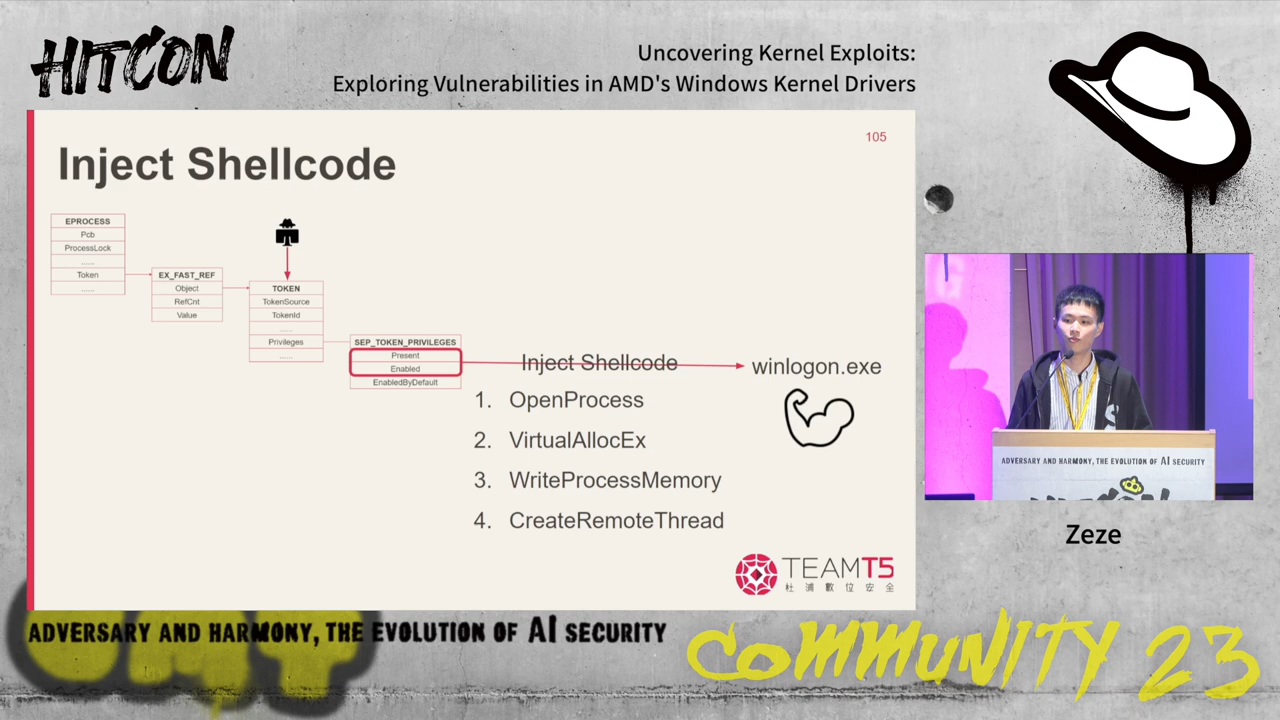 HITCON
Uncovering Kernel Exploits:
Exploring Vulnerabilities in AMD's Windows Kernel Drivers
105
Inject Shellcode
EPROCESS
Pcb
ProcessLock
......
Token
......
EX_FAST_REF
Object
RefCnt
Value
TOKEN
TokenSource
TokenId
......
Privileges
......
SEP_TOKEN_PRIVILEGES
Present
Enabled
EnabledByDefault
Inject Shellcode
winlogon.exe
1. OpenProcess
2. VirtualAllocEx
3. WriteProcessMemory
4. CreateRemoteThread
TEAMT5
杜浦數位安全
ADVERSARY AND HARMONY, THE EVOLUTION OF AI SECURITY
Zeze
ADVERSARY AND HARMONY, THE EVOLUTION OF AI SECURITY
COMMUNITY 23